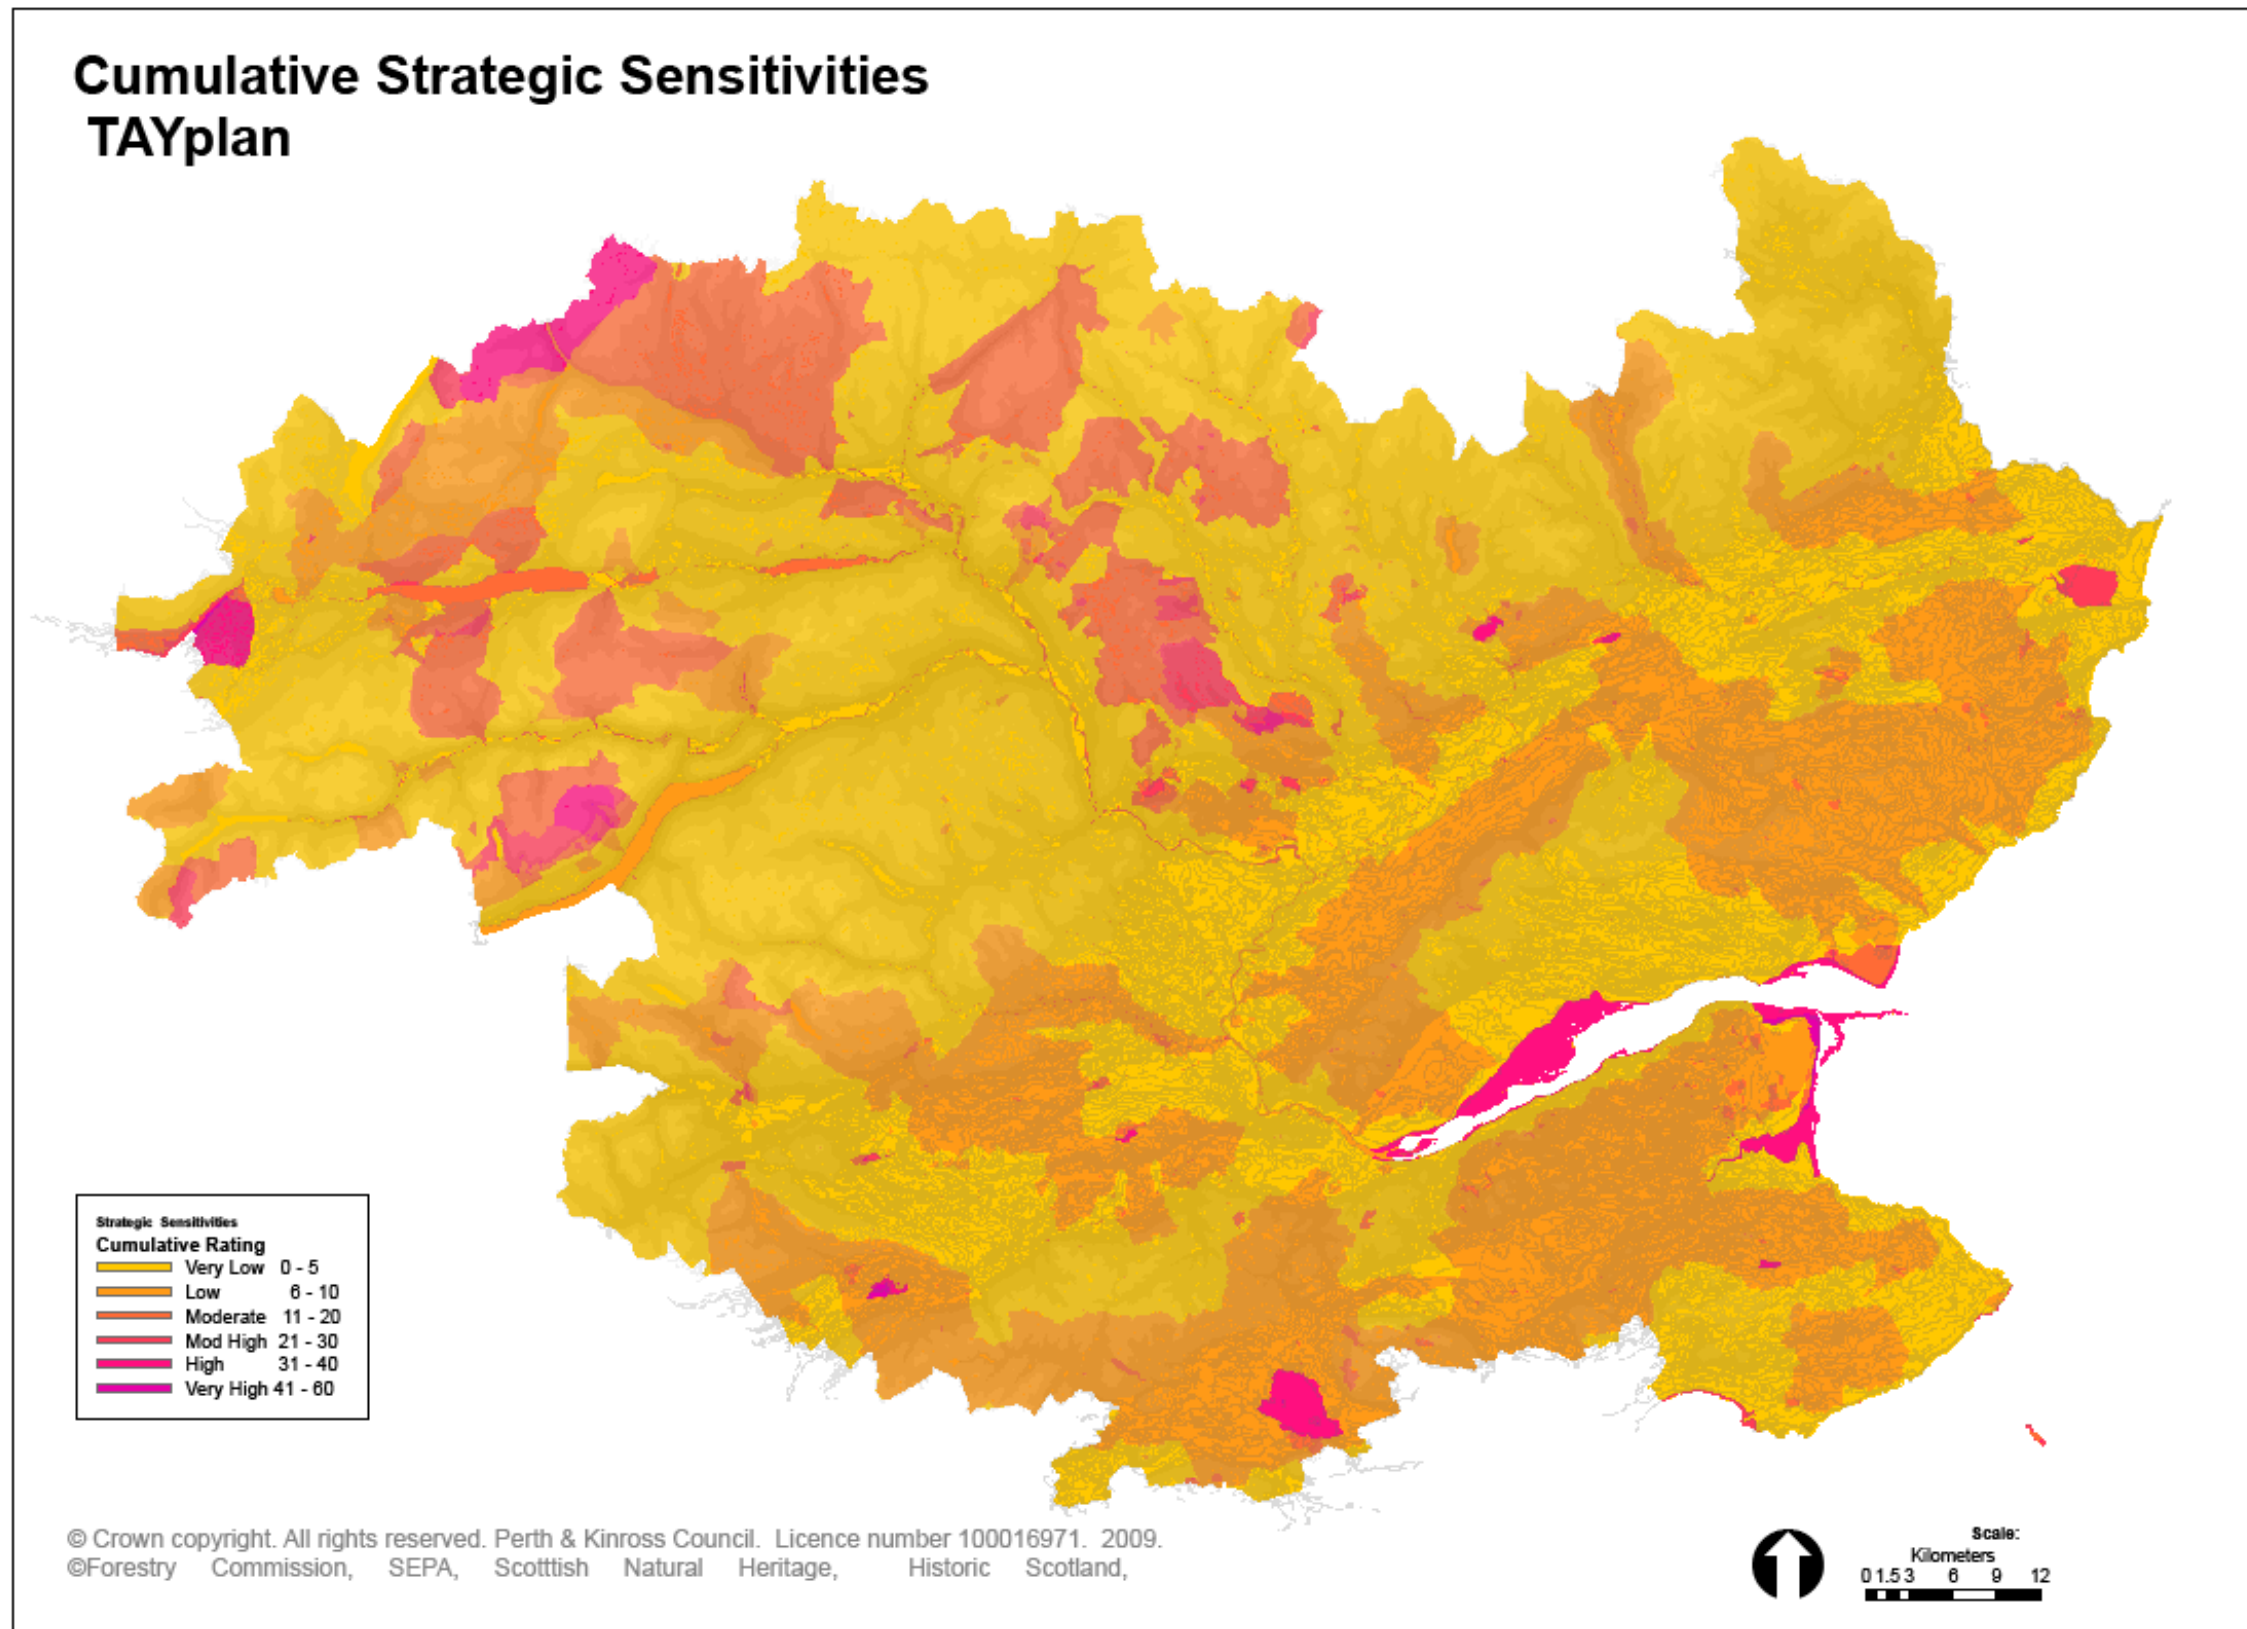 Cumulative Strategic Sensitivities
TAYplan
Strategic Sensitivities
Cumulative Rating
Very Low 0 - 5
Low 6 - 10
Moderate 11 - 20
Mod High 21 - 30
High 31 - 40
Very High 41 - 60
© Crown copyright. All rights reserved. Perth & Kinross Council. Licence number 100016971. 2009.
©Forestry Commission, SEPA, Scotttish Natural Heritage, Historic Scotland,
Scale:
Kilometers
0 1.5 3 6 9 12